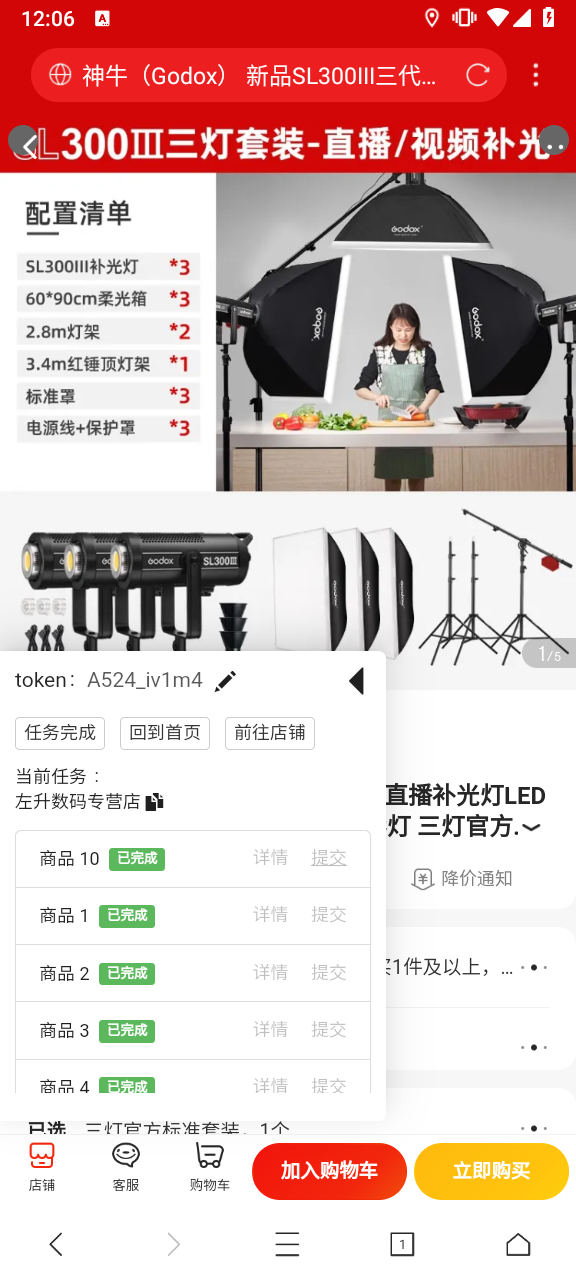 12:06
神牛（Godox） 新品SL300III三代...
SL300Ⅲ三灯套装-直播/视频补光
配置清单
SL300III补光灯 *3
60*90cm柔光箱 *3
2.8m灯架 *2
3.4m红锤顶灯架 *1
标准罩 *3
电源线+保护罩 *3
Godox
Godox
Godox
Godox SL300Ⅲ
1/5
token： A524_iv1m4
任务完成 回到首页 前往店铺
当前任务：
左升数码专营店
直播补光灯LED
灯 三灯官方.
降价通知
商品 10 已完成 详情 提交
商品 1 已完成 详情 提交
买1件及以上，...
商品 2 已完成 详情 提交
商品 3 已完成 详情 提交
商品 4 已完成 详情 提交
已选 三灯官方标准套装，1个
店铺 客服 购物车 加入购物车 立即购买
1